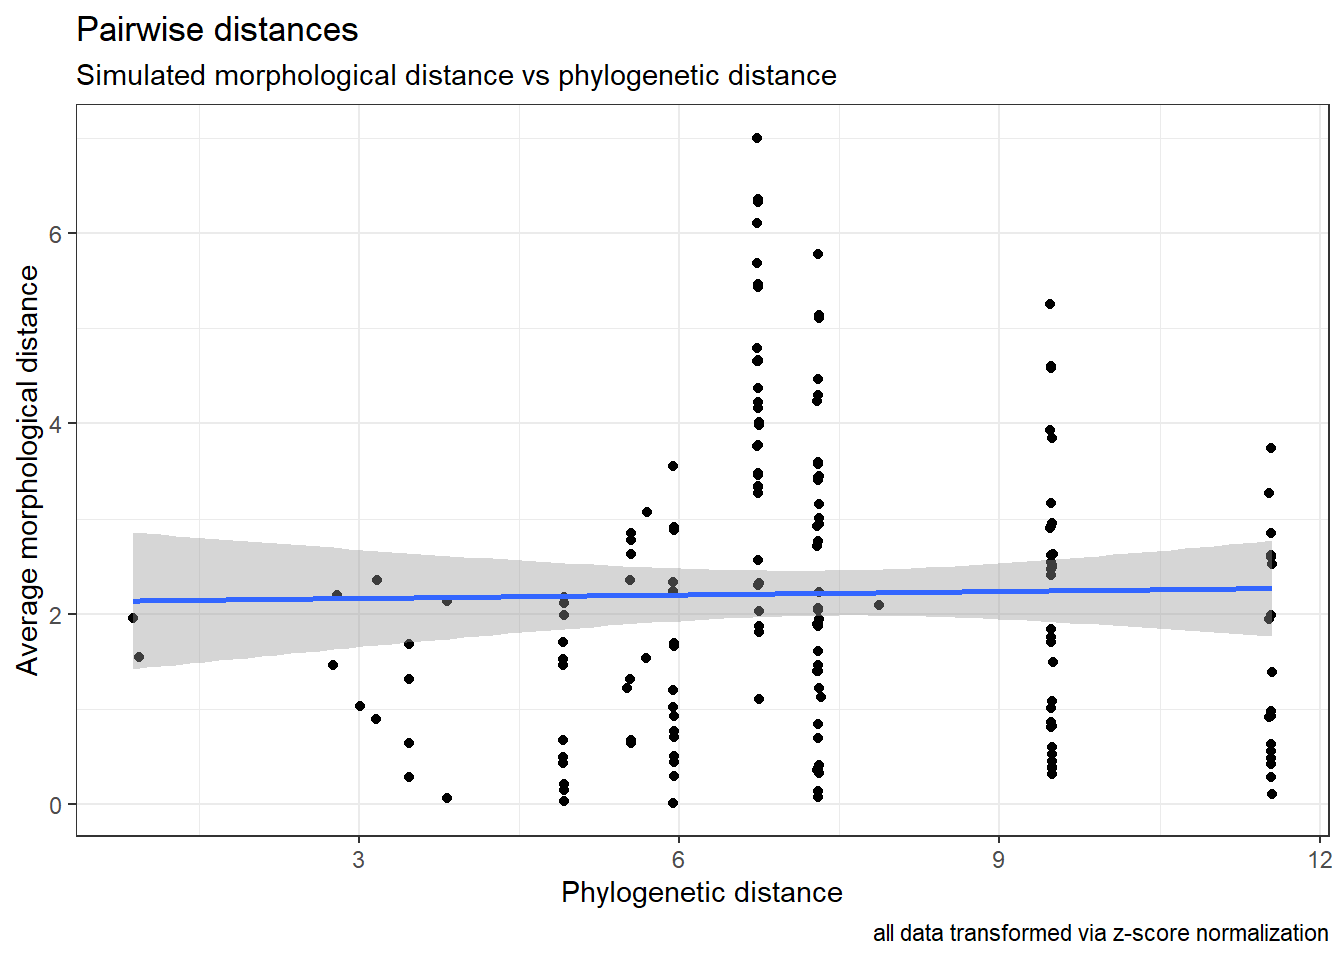 Pairwise distances
Simulated morphological distance vs phylogenetic distance
Average morphological distance
6
4
2
0
3
6
9
12
Phylogenetic distance
all data transformed via z-score normalization